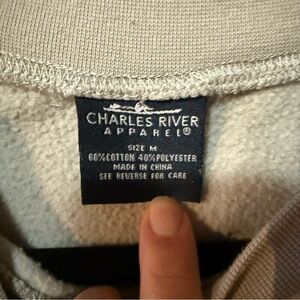 CHARLES RIVER
APPAREL®
SIZE M
60%COTTON 40%POLYESTER
MADE IN CHINA
SEE REVERSE FOR CARE